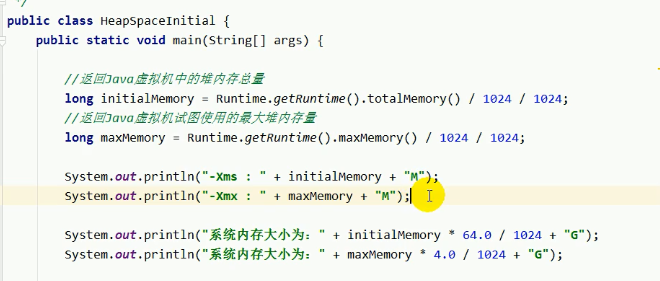 */
public class HeapSpaceInitial {
public static void main(String[] args) {
//返回Java虚拟机中的堆内存总量
long initialMemory = Runtime.getRuntime().totalMemory() / 1024 / 1024;
//返回Java虚拟机试图使用的最大堆内存量
long maxMemory = Runtime.getRuntime().maxMemory() / 1024 / 1024;
System.out.println("-Xms : " + initialMemory + "M");
System.out.println("-Xmx : " + maxMemory + "M");
System.out.println("系统内存大小为：" + initialMemory * 64.0 / 1024 + "G");
System.out.println("系统内存大小为：" + maxMemory * 4.0 / 1024 + "G");